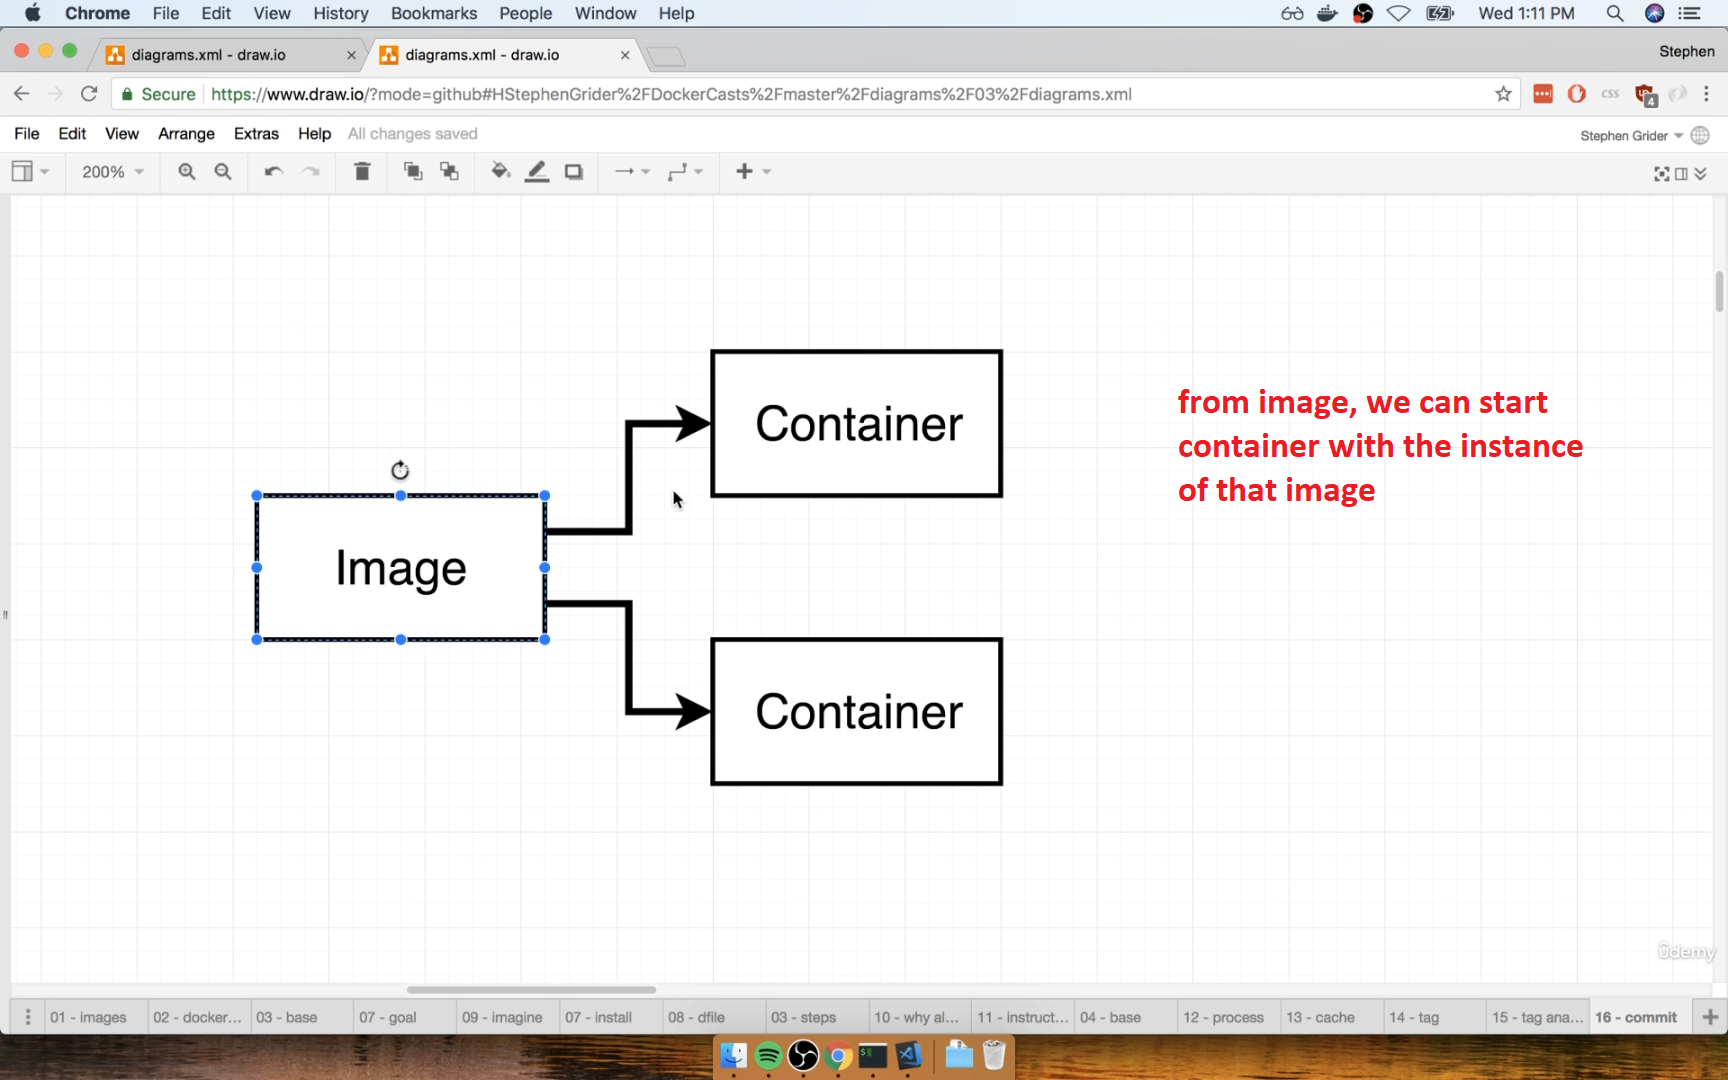 Chrome File Edit View History Bookmarks People Window Help Wed 1:11 PM
diagrams.xml - draw.io diagrams.xml - draw.io Stephen
Secure https://www.draw.io/?mode=github#HStephenGrider%2FDockerCasts%2Fmaster%2Fdiagrams%2F03%2Fdiagrams.xml CSS 4
File Edit View Arrange Extras Help All changes saved Stephen Grider
200%
Container
from image, we can start
container with the instance
of that image
Image
Container
ûdemy
01 - images 02 - docker... 03 - base 07 - goal 09 - imagine 07 - install 08 - dfile 03 - steps 10 - why al... 11 - instruct... 04 - base 12 - process 13 - cache 14 - tag 15 - tag ana... 16 - commit